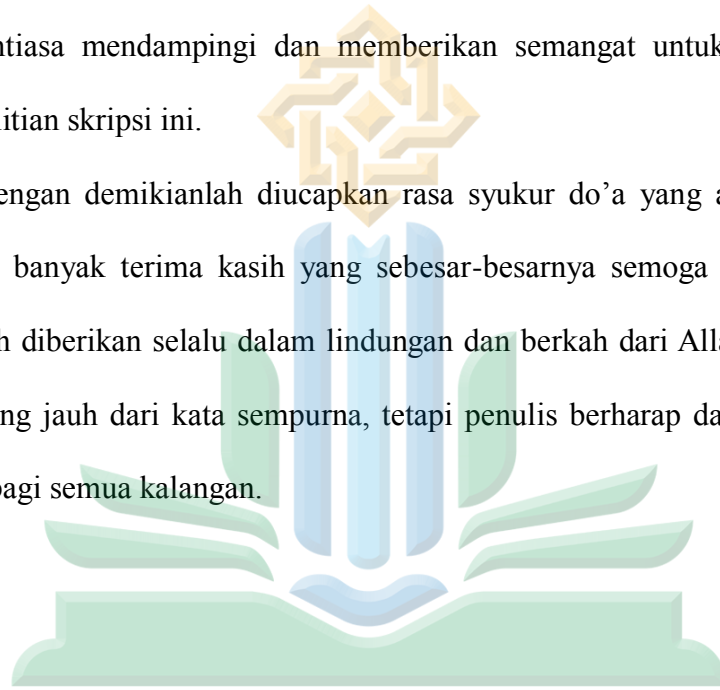 ntiasa mendampingi dan memberikan semangat untuk
itian skripsi ini.
engan demikianlah diucapkan rasa syukur do’a yang a
banyak terima kasih yang sebesar-besarnya semoga
h diberikan selalu dalam lindungan dan berkah dari Alla
ng jauh dari kata sempurna, tetapi penulis berharap da
bagi semua kalangan.